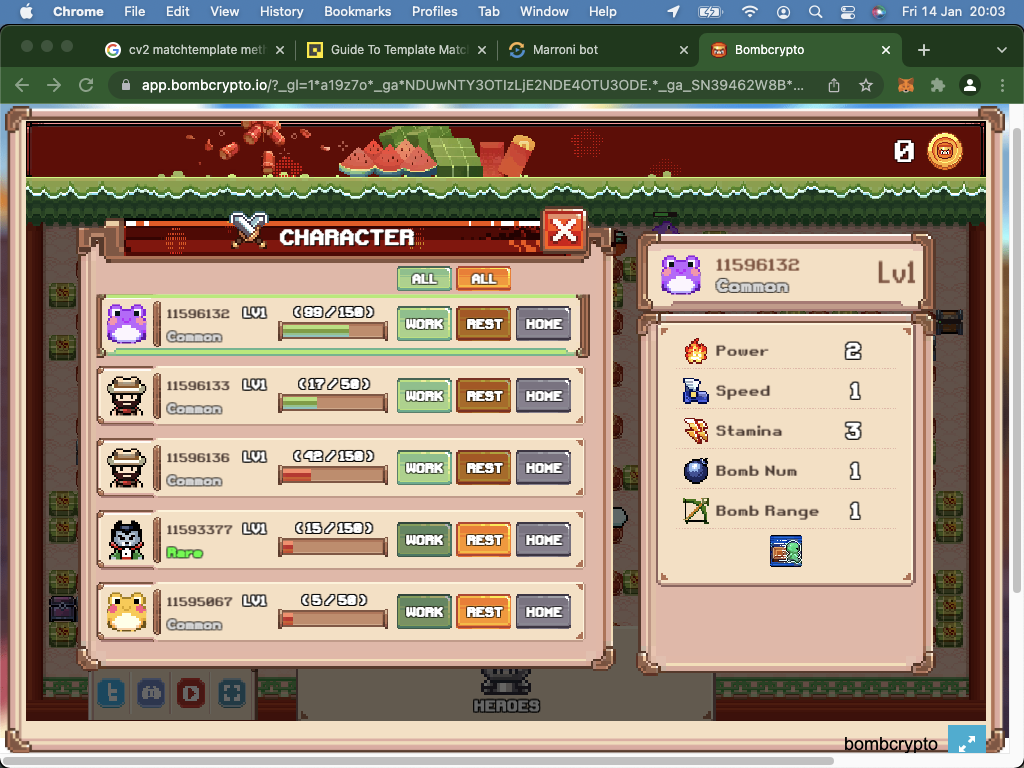 Chrome File Edit View History Bookmarks Profiles Tab Window Help Fri 14 Jan 20:03
cv2 matchtemplate meth Guide To Template Matc Marroni bot Bombcrypto
app.bombcrypto.io/?_gl=1*a19z7o*_ga*NDUwNTY3OTIzLjE2NDE4OTU3ODE.*_ga_SN39462W8B*...
0
CHARACTER
ALL ALL
11596132 LV1 (99/150)
Common
WORK REST HOME
11596133 LV1 (17/50)
Common
WORK REST HOME
11596136 LV1 (42/150)
Common
WORK REST HOME
11593377 LV1 (15/150)
Rare
WORK REST HOME
11595067 LV1 (5/50)
Common
WORK REST HOME
11596132
Common
Lv1
Power 2
Speed 1
Stamina 3
Bomb Num 1
Bomb Range 1
HEROES
bombcrypto